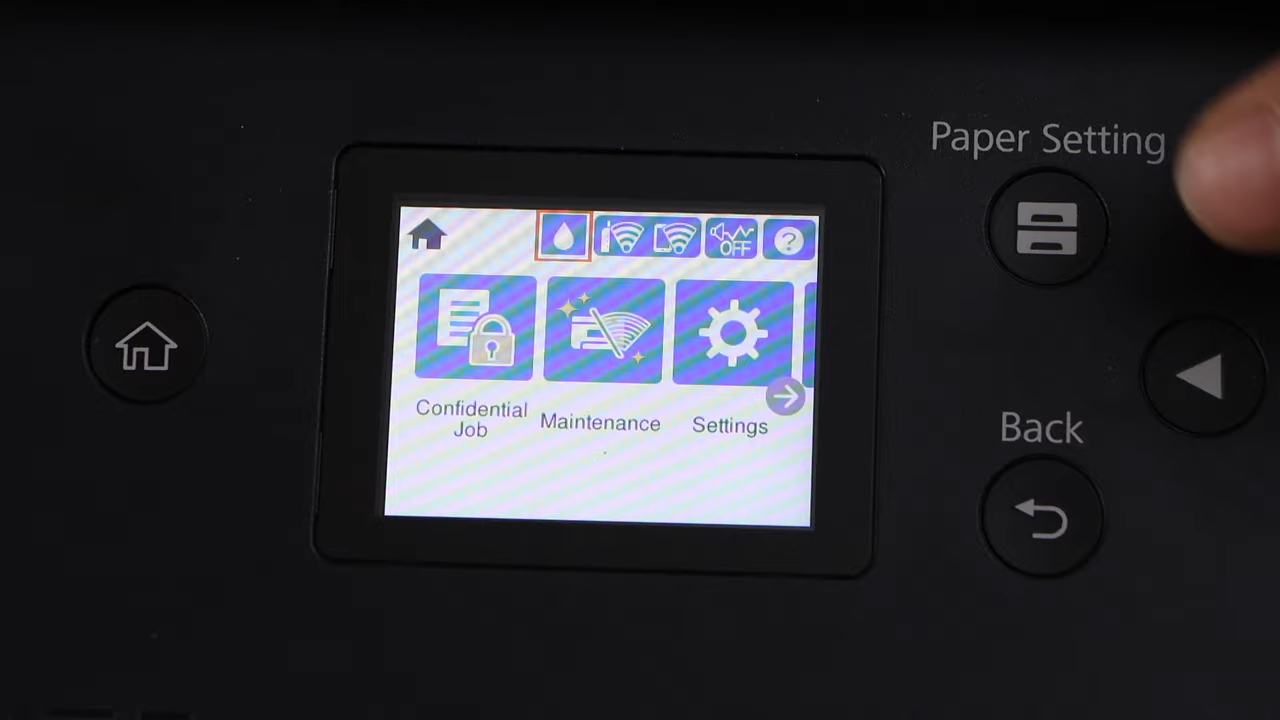 Paper Setting
OFF
?
Confidential
Job
Maintenance
Settings
Back